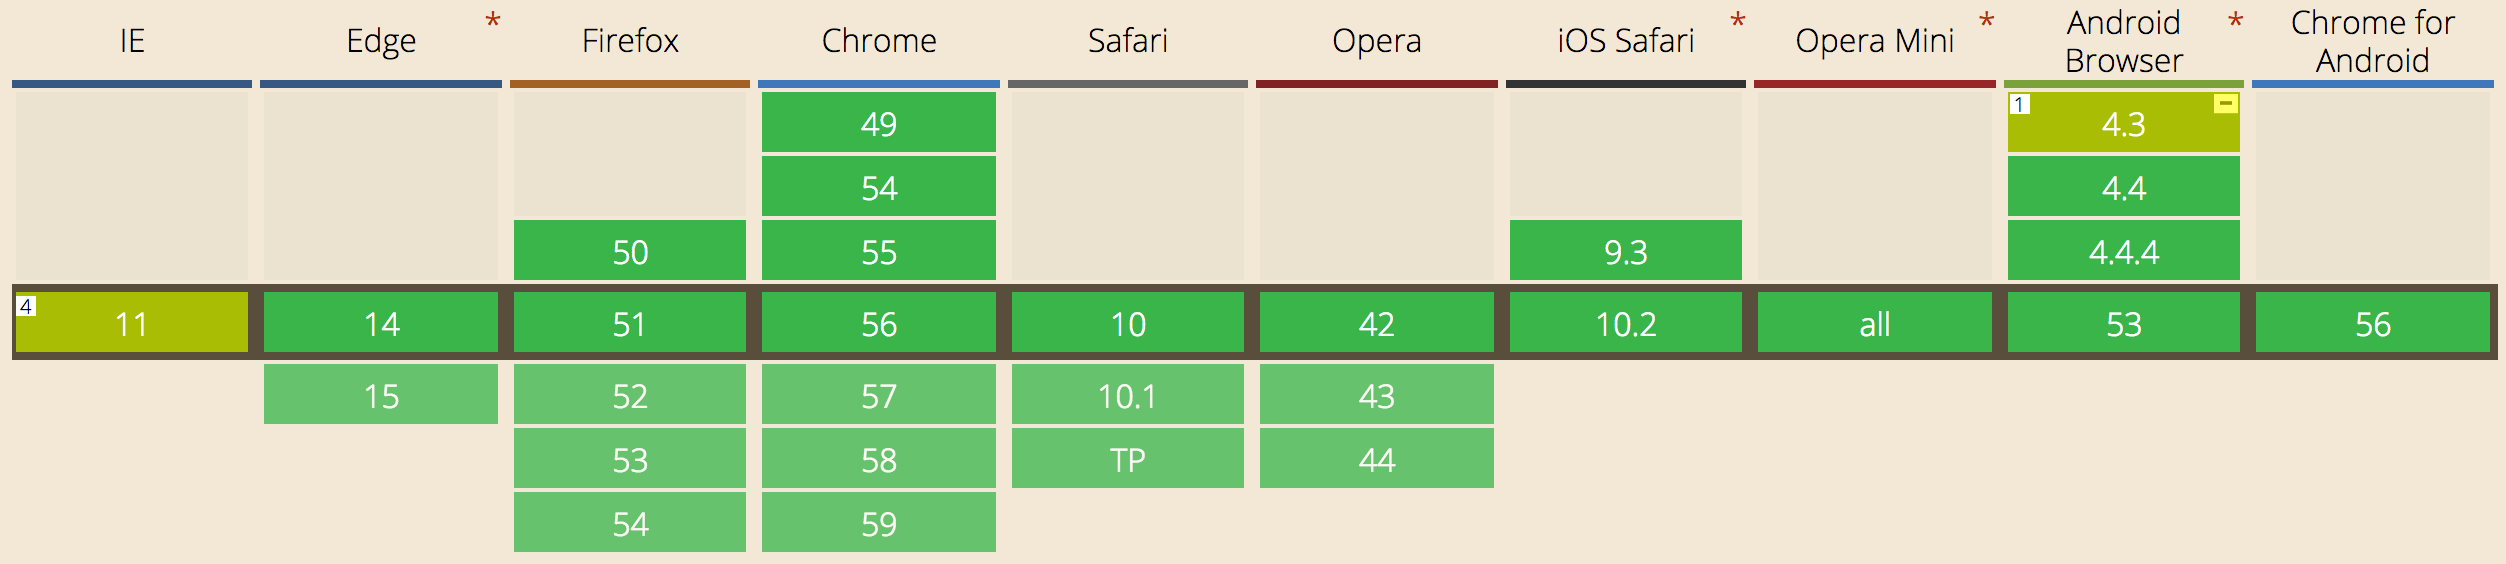 IE Edge * Firefox Chrome Safari Opera iOS Safari * Opera Mini * Android Browser * Chrome for Android
49 1 4.3 -
54 4.4
50 55 9.3 4.4.4
4 11 14 51 56 10 42 10.2 all 53 56
15 52 57 10.1 43
53 58 TP 44
54 59